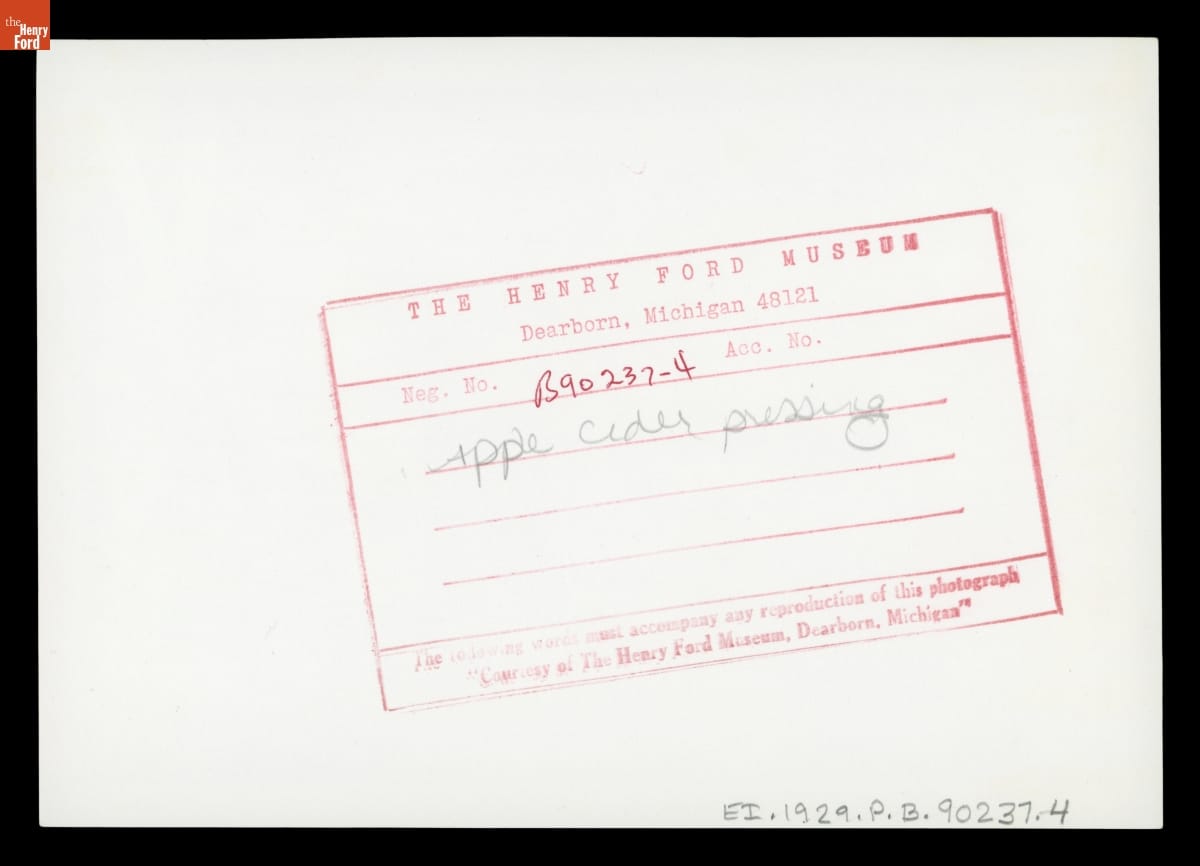 the
Henry
Ford
THE HENRY FORD MUSEUM
Dearborn, Michigan 48121
Neg. No. B90237-4 Acc. No.
Apple Cider pressing
The following words must accompany any reproduction of this photograph
"Courtesy of The Henry Ford Museum, Dearborn, Michigan"
EI.1929.P.B.90237.4